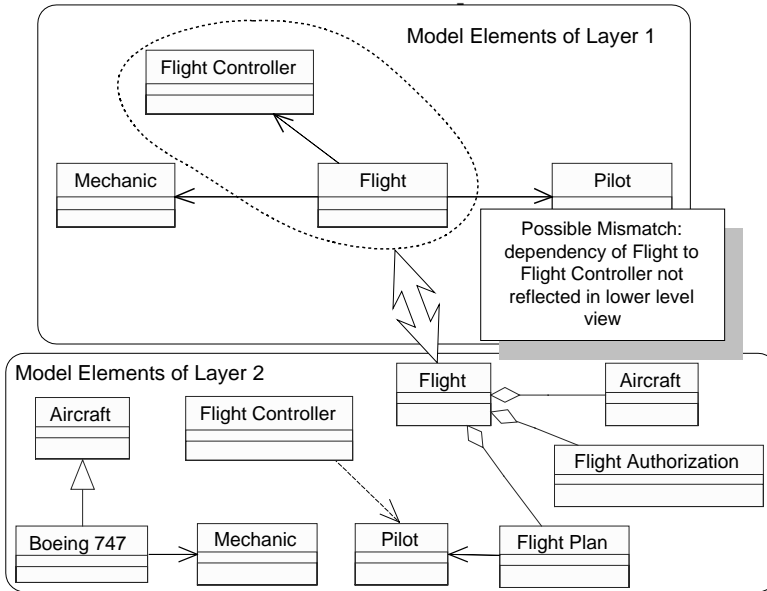 Model Elements of Layer 1
Flight Controller
Mechanic
Flight
Pilot
Possible Mismatch:
dependency of Flight to
Flight Controller not
reflected in lower level
view
Model Elements of Layer 2
Flight
Aircraft
Aircraft
Flight Controller
Flight Authorization
Boeing 747
Mechanic
Pilot
Flight Plan